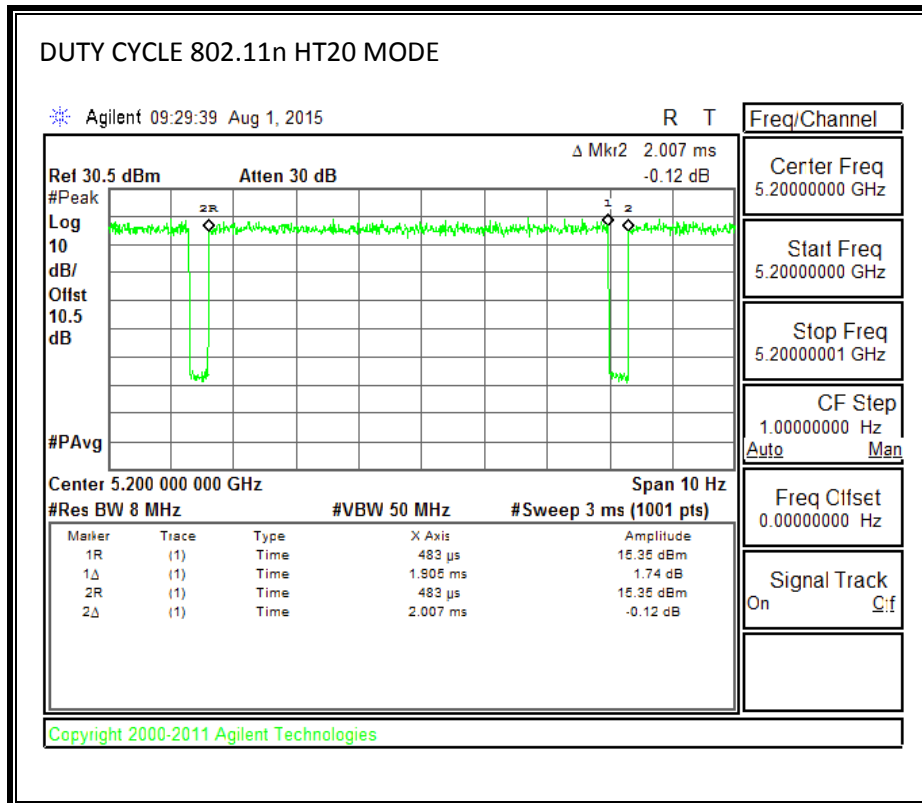 DUTY CYCLE 802.11n HT20 MODE
Agilent 09:29:39 Aug 1, 2015 R T
Freq/Channel
Δ Mkr2 2.007 ms
Ref 30.5 dBm Atten 30 dB -0.12 dB
#Peak
Log
10
dB/
Offst
10.5
dB
#PAvg
2R
1
2
Center 5.200 000 000 GHz Span 10 Hz
#Res BW 8 MHz #VBW 50 MHz #Sweep 3 ms (1001 pts)
Marker Trace Type X Axis Amplitude
1R (1) Time 483 µs 15.35 dBm
1Δ (1) Time 1.905 ms 1.74 dB
2R (1) Time 483 µs 15.35 dBm
2Δ (1) Time 2.007 ms -0.12 dB
Center Freq
5.20000000 GHz
Start Freq
5.20000000 GHz
Stop Freq
5.20000001 GHz
CF Step
1.00000000 Hz
Auto Man
Freq Offset
0.00000000 Hz
Signal Track
On Off
Copyright 2000-2011 Agilent Technologies